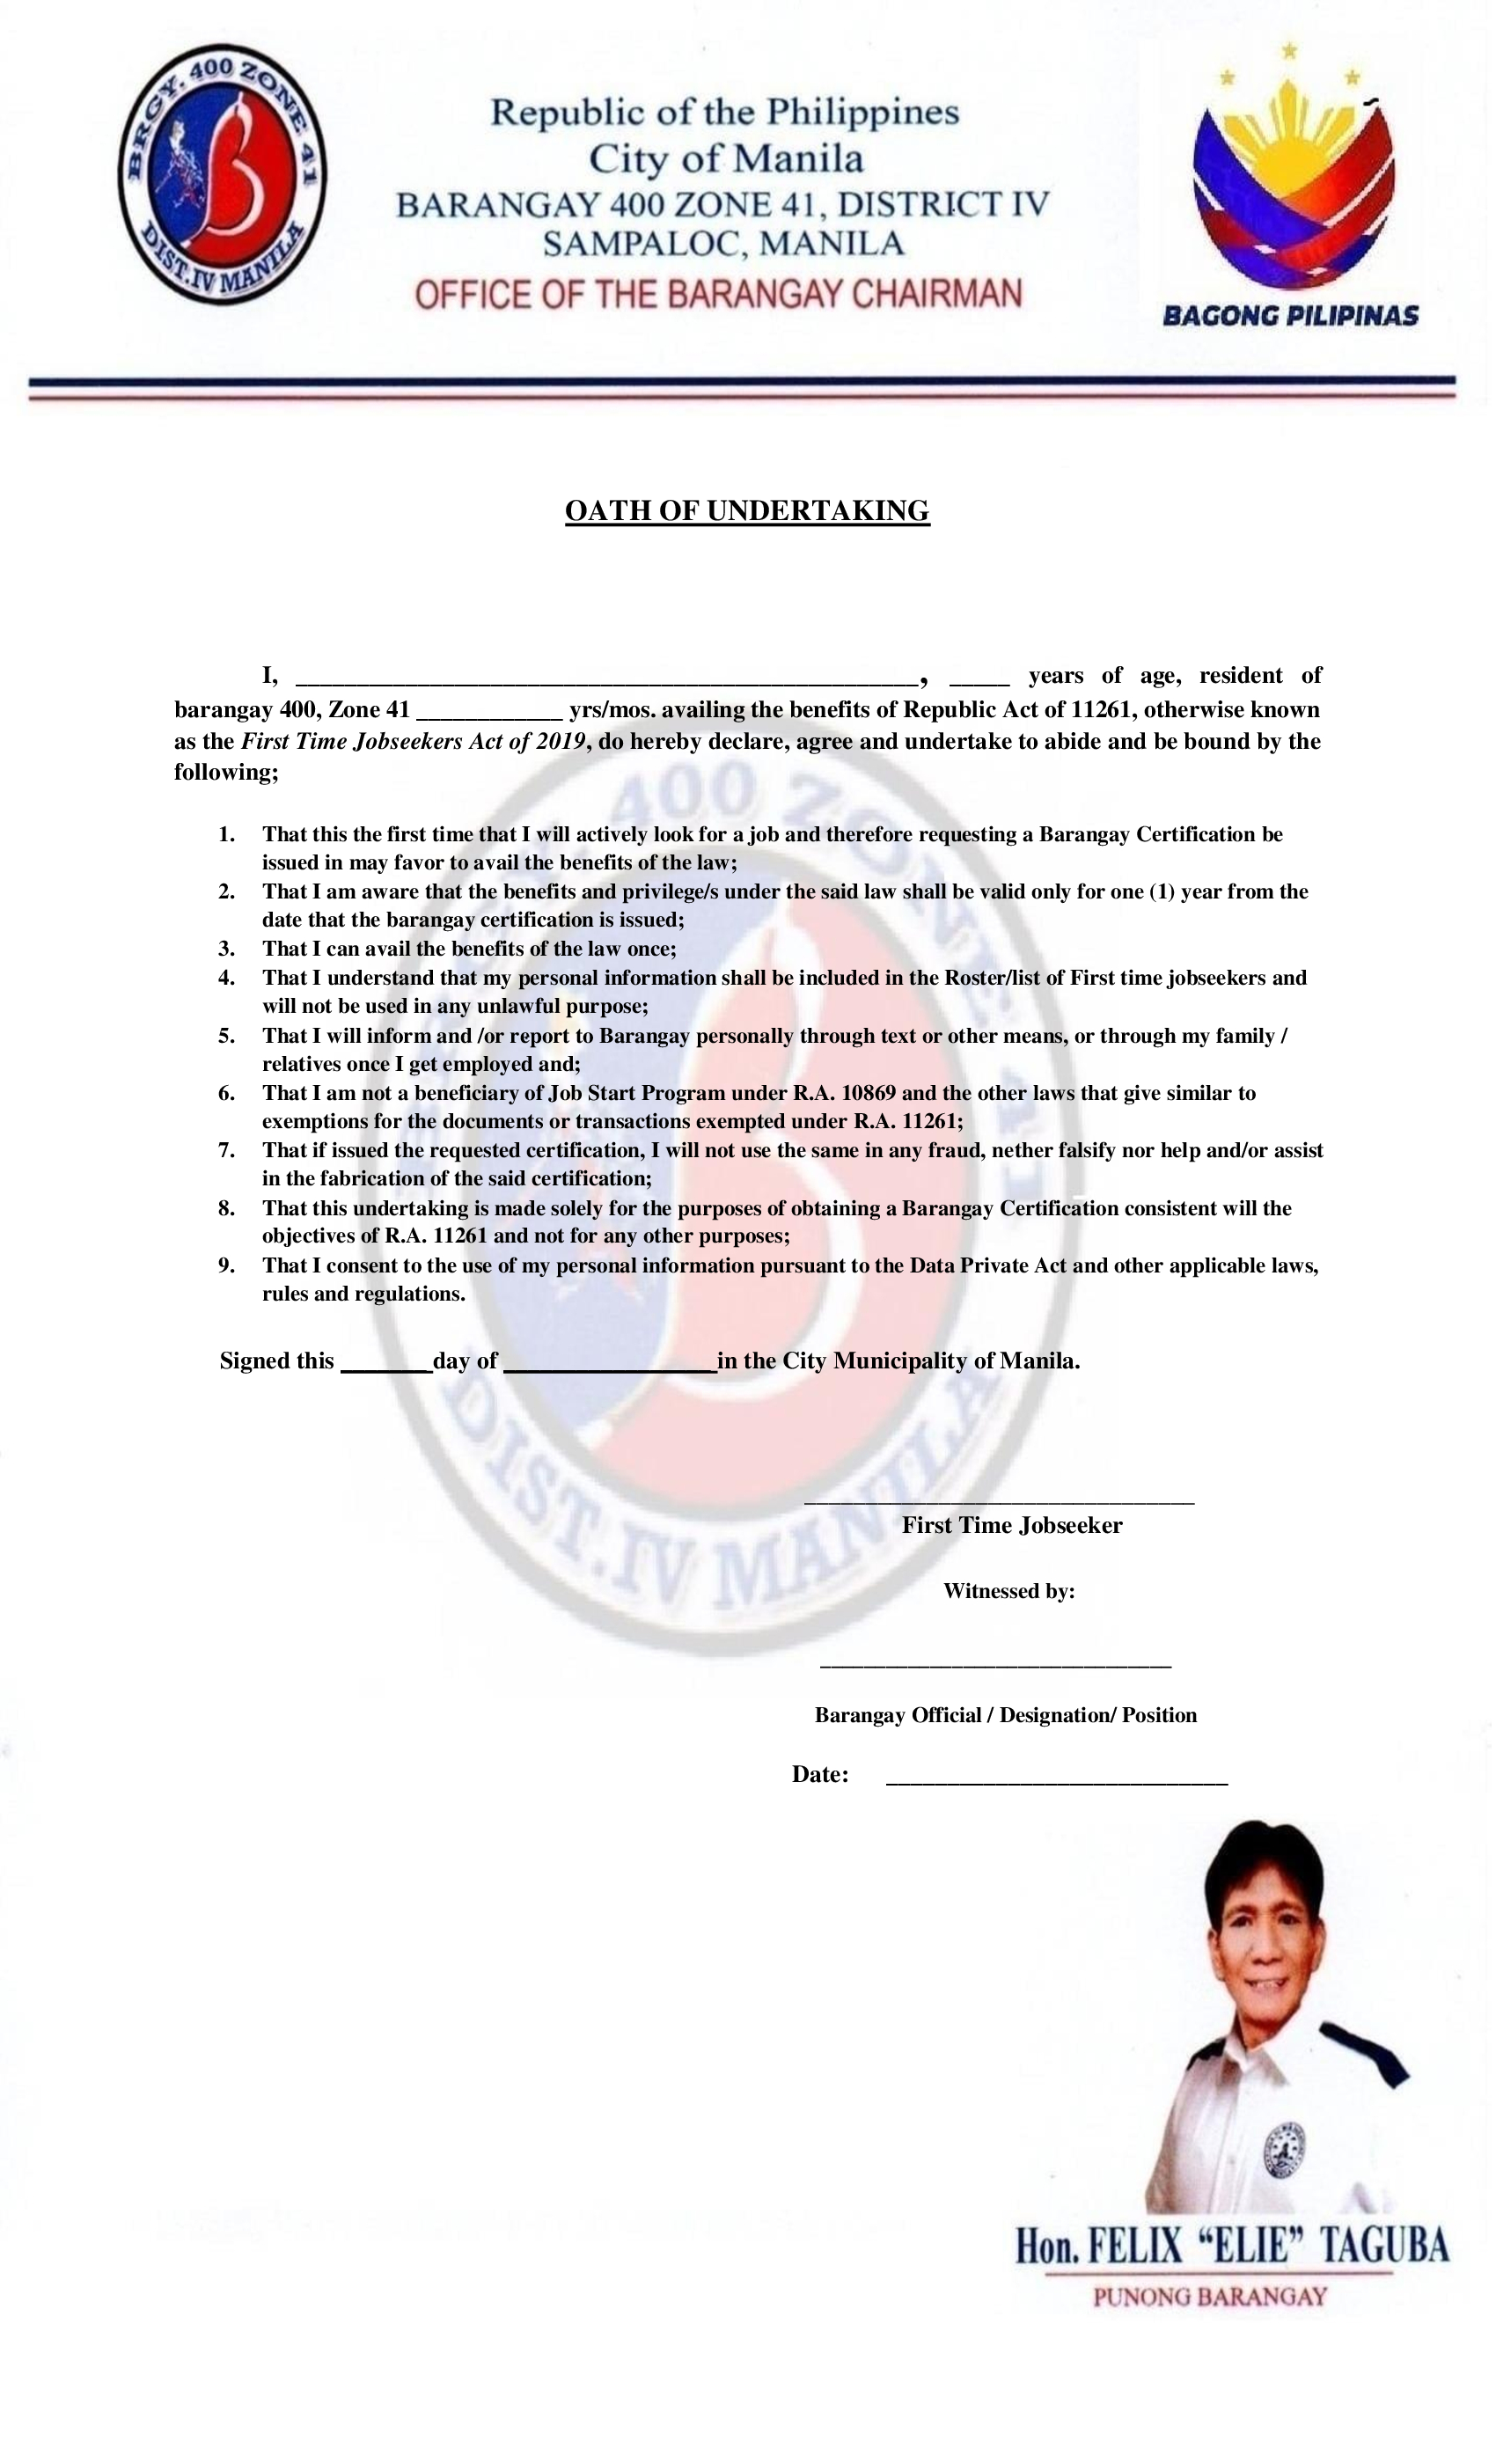 BRGY. 400 ZONE 41
DIST.IV MANILA
Republic of the Philippines
City of Manila
BARANGAY 400 ZONE 41, DISTRICT IV
SAMPALOC, MANILA
OFFICE OF THE BARANGAY CHAIRMAN
BAGONG PILIPINAS
OATH OF UNDERTAKING
I, ___________________________________________________, _____ years of age, resident of
barangay 400, Zone 41 ____________ yrs/mos. availing the benefits of Republic Act of 11261, otherwise known
as the First Time Jobseekers Act of 2019, do hereby declare, agree and undertake to abide and be bound by the
following;
1. That this the first time that I will actively look for a job and therefore requesting a Barangay Certification be
issued in may favor to avail the benefits of the law;
2. That I am aware that the benefits and privilege/s under the said law shall be valid only for one (1) year from the
date that the barangay certification is issued;
3. That I can avail the benefits of the law once;
4. That I understand that my personal information shall be included in the Roster/list of First time jobseekers and
will not be used in any unlawful purpose;
5. That I will inform and /or report to Barangay personally through text or other means, or through my family /
relatives once I get employed and;
6. That I am not a beneficiary of Job Start Program under R.A. 10869 and the other laws that give similar to
exemptions for the documents or transactions exempted under R.A. 11261;
7. That if issued the requested certification, I will not use the same in any fraud, nether falsify nor help and/or assist
in the fabrication of the said certification;
8. That this undertaking is made solely for the purposes of obtaining a Barangay Certification consistent will the
objectives of R.A. 11261 and not for any other purposes;
9. That I consent to the use of my personal information pursuant to the Data Private Act and other applicable laws,
rules and regulations.
Signed this _______ day of _________________ in the City Municipality of Manila.
________________________________
First Time Jobseeker
Witnessed by:
________________________________
Barangay Official / Designation/ Position
Date: ____________________________
Hon. FELIX “ELIE” TAGUBA
PUNONG BARANGAY